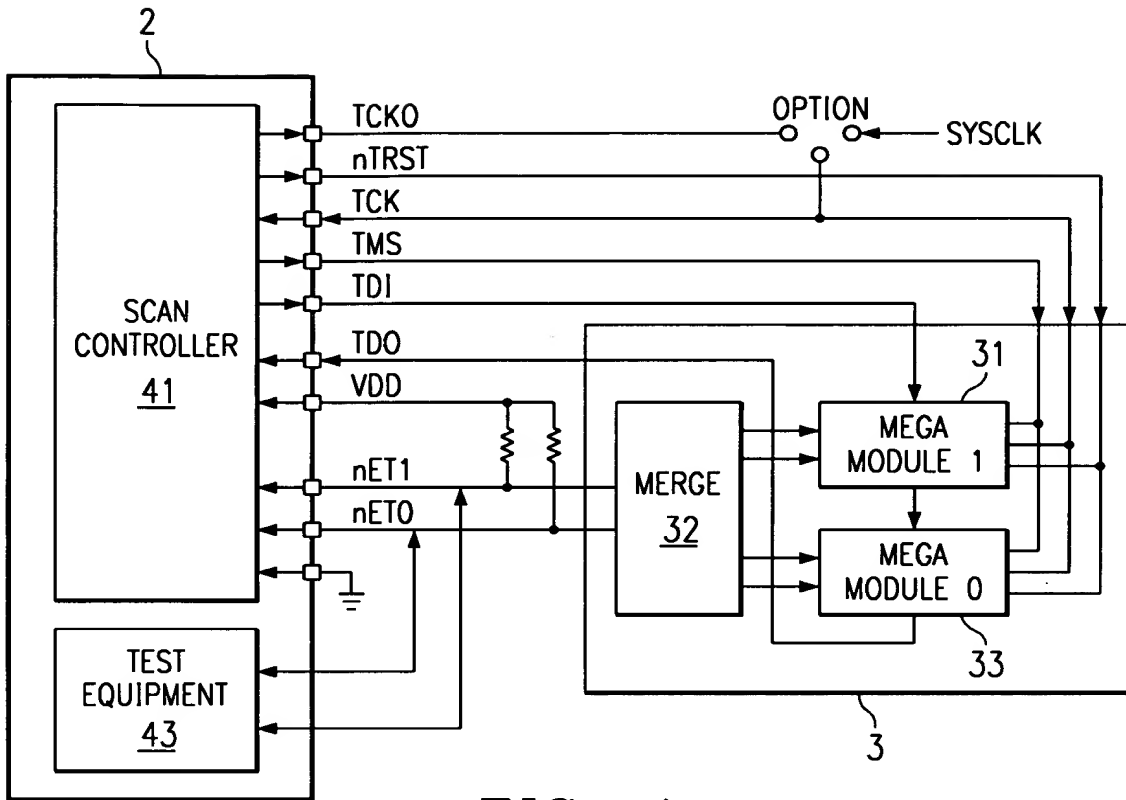 2
TCKO
OPTION
SYSCLK
nTRST
TCK
TMS
TDI
SCAN
CONTROLLER
41
TDO
VDD
31
MEGA
MODULE 1
nET1
MERGE
32
nET0
MEGA
MODULE 0
33
TEST
EQUIPMENT
43
3